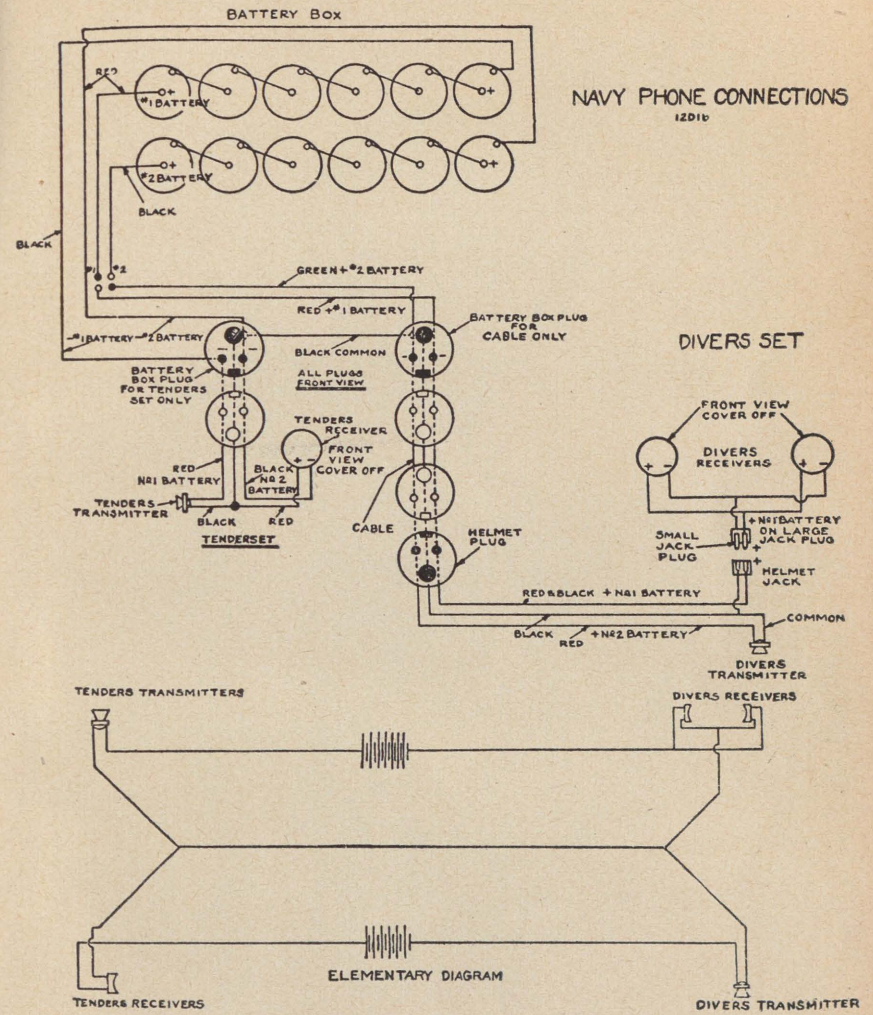 BATTERY BOX
NAVY PHONE CONNECTIONS
12D1b
RED
#1 BATTERY
#2 BATTERY
BLACK
BLACK
#1
#2
GREEN + #2 BATTERY
RED + #1 BATTERY
-#1 BATTERY -#2 BATTERY
BATTERY BOX PLUG
FOR
CABLE ONLY
BLACK COMMON
ALL PLUGS
FRONT VIEW
BATTERY
BOX PLUG
FOR TENDERS
SET ONLY
DIVERS SET
FRONT VIEW
COVER OFF
DIVERS
RECEIVERS
TENDERS
RECEIVER
FRONT
VIEW
COVER OFF
RED
No1 BATTERY
BLACK
No 2
BATTERY
TENDERS
TRANSMITTER
BLACK
RED
TENDERSET
CABLE
HELMET
PLUG
SMALL
JACK
PLUG
+ No1 BATTERY
ON LARGE
JACK PLUG
HELMET
JACK
RED & BLACK + No1 BATTERY
BLACK
RED
+ No2 BATTERY
COMMON
DIVERS
TRANSMITTER
TENDERS TRANSMITTERS
DIVERS RECEIVERS
ELEMENTARY DIAGRAM
TENDERS RECEIVERS
DIVERS TRANSMITTER